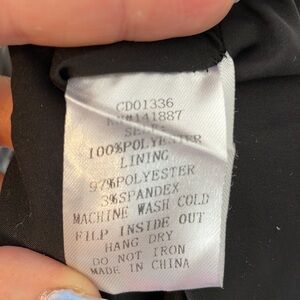 CD01336
RN#141887
SELF:
100%POLYESTER
LINING
97%POLYESTER
3%SPANDEX
MACHINE WASH COLD
FILP INSIDE OUT
HANG DRY
DO NOT IRON
MADE IN CHINA